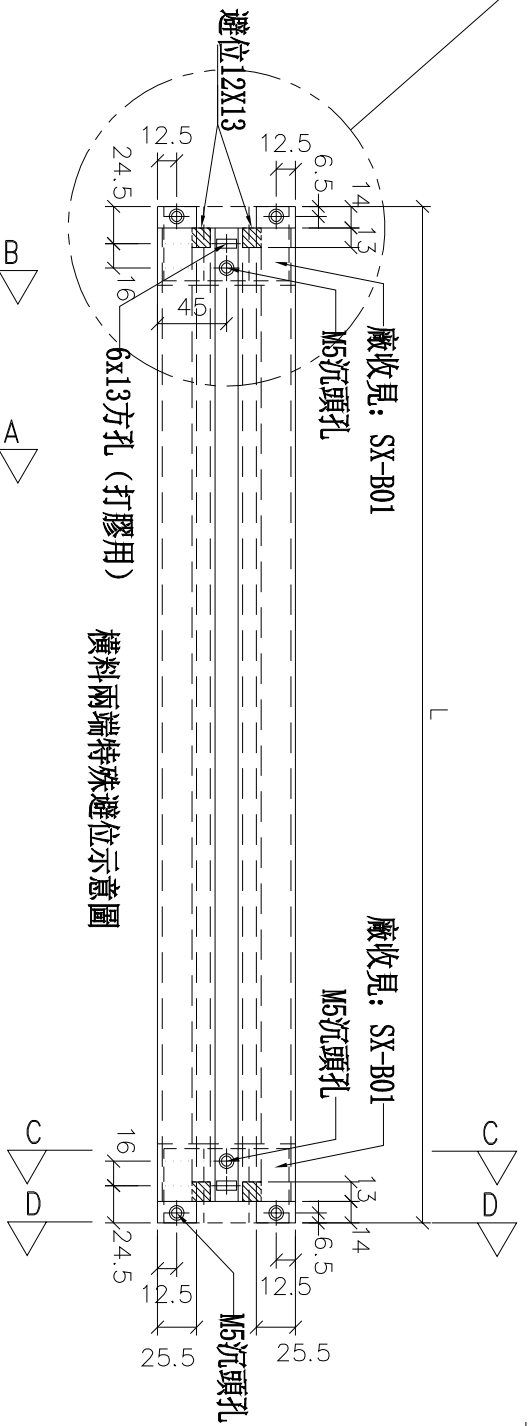 避位12X13
12.5
12.5
24.5
6.5
14
13
16
45
B
A
6x13方孔（打膠用）
M5沉頭孔
廠收見: SX-B01
橫料兩端特殊避位示意圖
L
廠收見: SX-B01
M5沉頭孔
C
C
D
D
16
24.5
13
14
6.5
12.5
12.5
25.5
25.5
M5沉頭孔